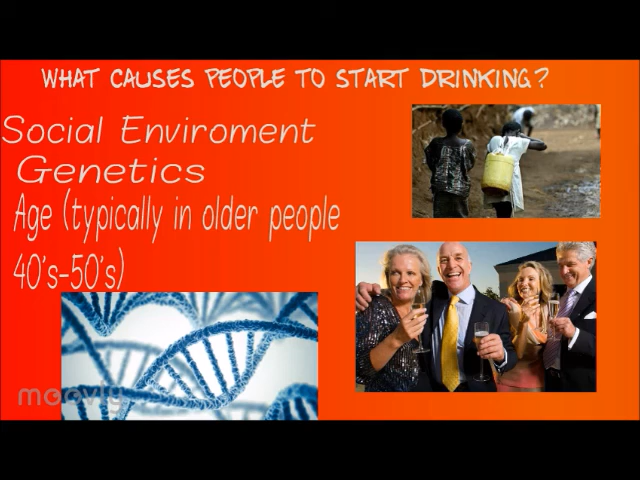 WHAT CAUSES PEOPLE TO START DRINKING?
Social Enviroment
Genetics
Age (typically in older people
40's-50's)
moovly